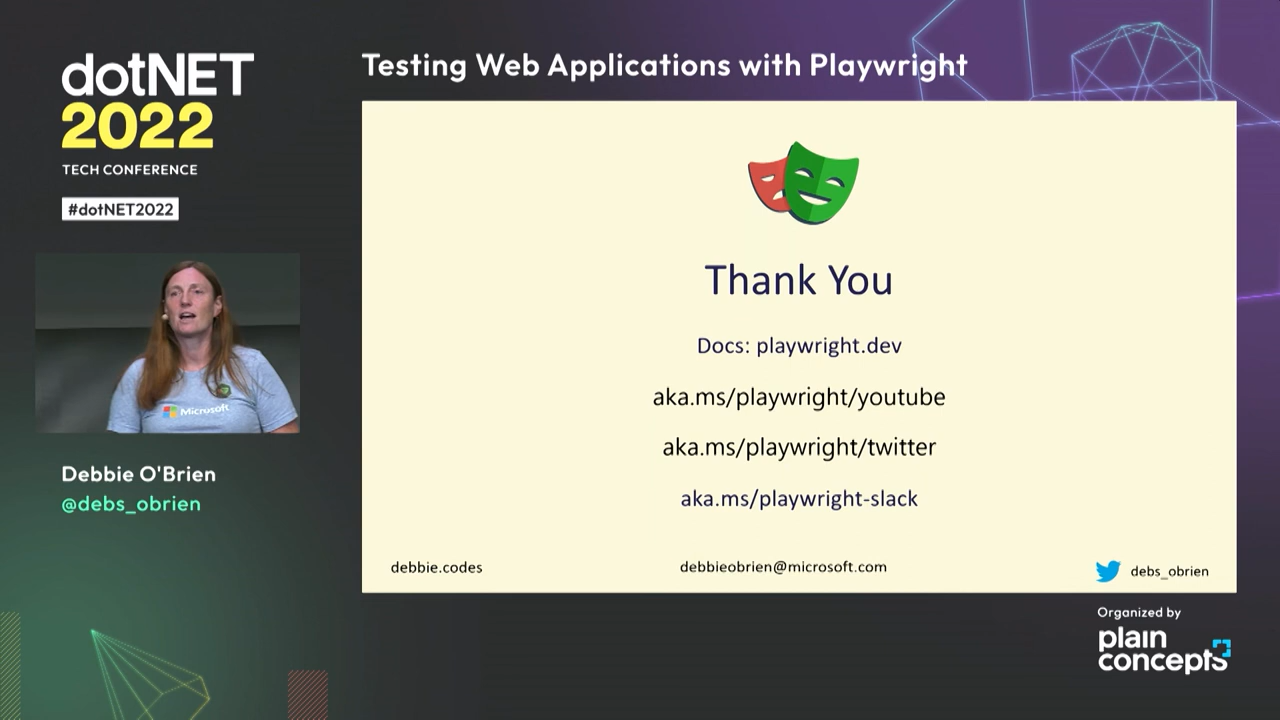 dotNET
2022
TECH CONFERENCE
#dotNET2022
Testing Web Applications with Playwright
Thank You
Docs: playwright.dev
aka.ms/playwright/youtube
aka.ms/playwright/twitter
aka.ms/playwright-slack
debbie.codes
debbieobrien@microsoft.com
debs_obrien
Microsoft
Debbie O'Brien
@debs_obrien
Organized by
plain
concepts